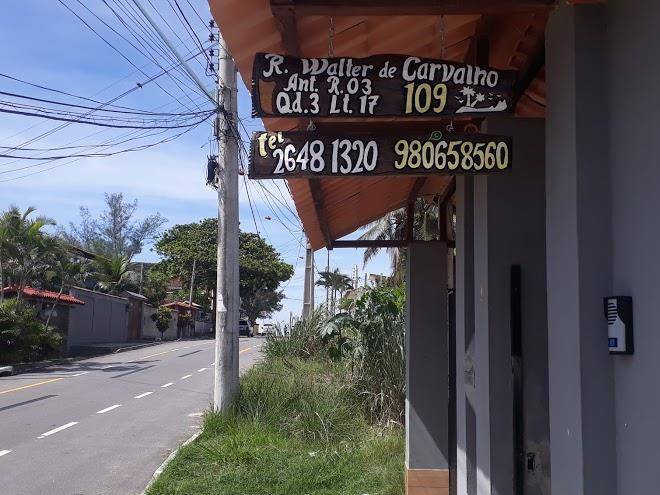 R. Walter de Carvalho
Ant. R.03
Qd.3 Lt.17 109
tel 2648 1320 980658560